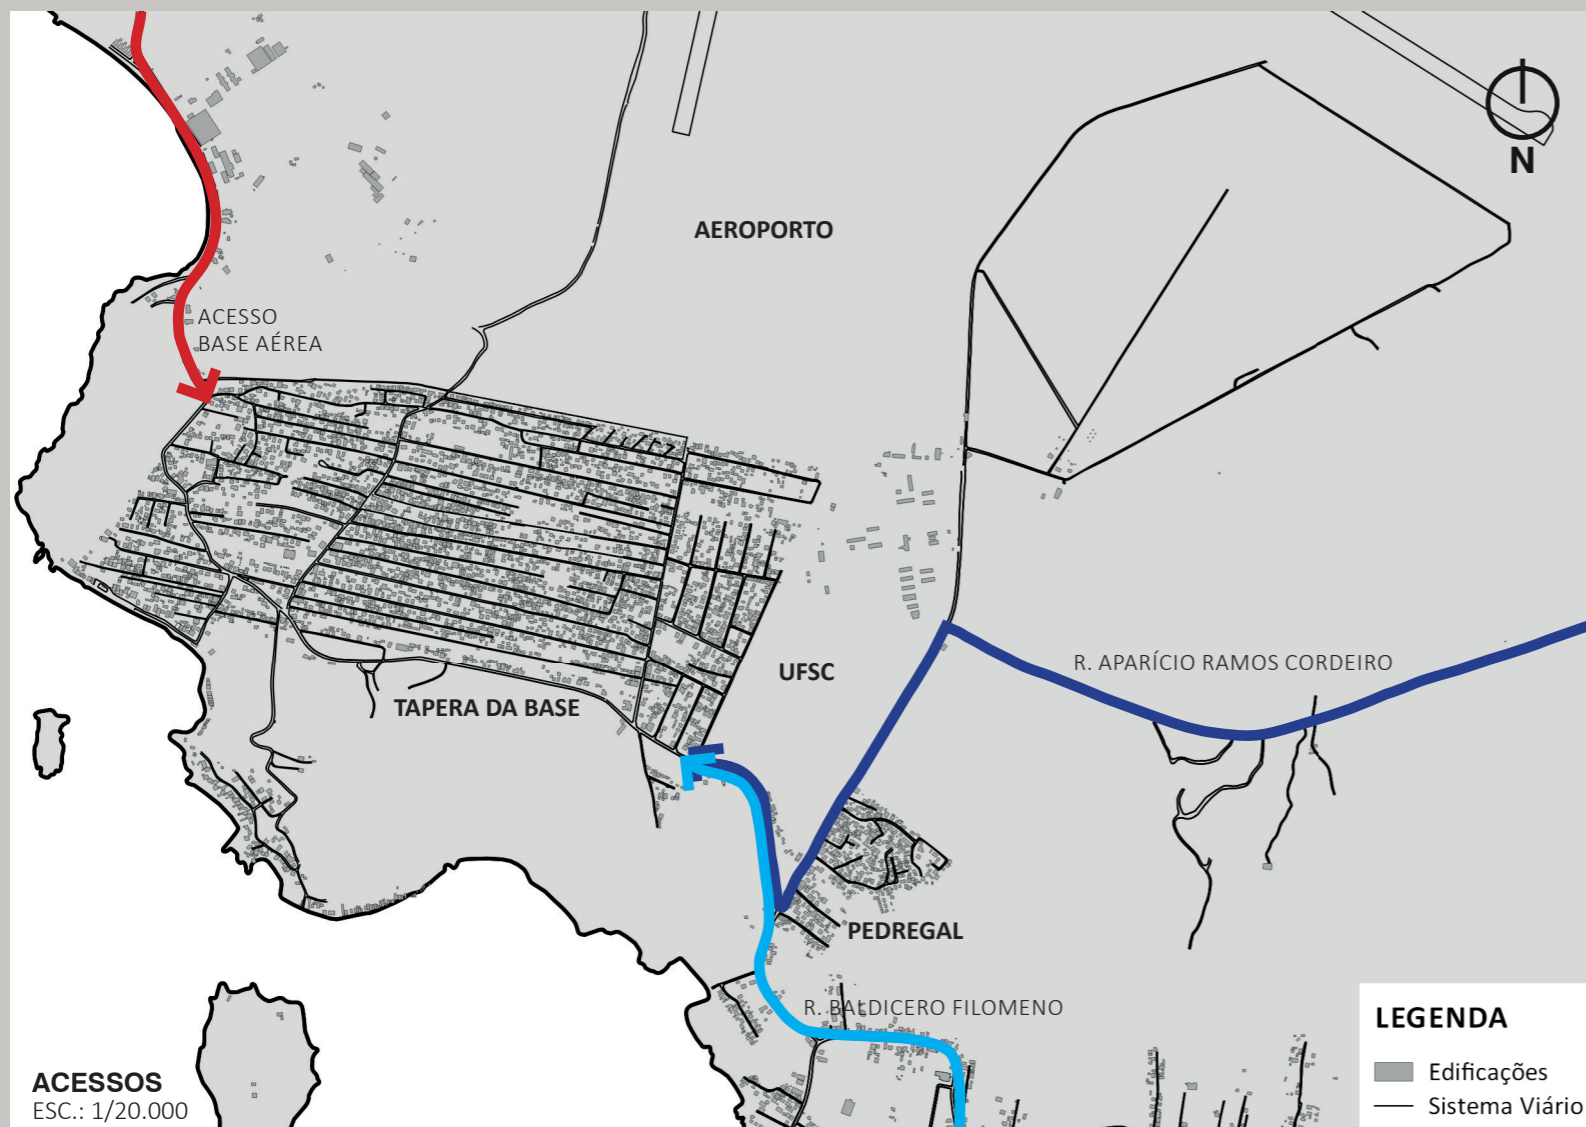 N
AEROPORTO
ACESSO
BASE AÉREA
R. APARÍCIO RAMOS CORDEIRO
UFSC
TAPERA DA BASE
PEDREGAL
R. BALDICERO FILOMENO
LEGENDA
Edificações
Sistema Viário
ACESSOS
ESC.: 1/20.000